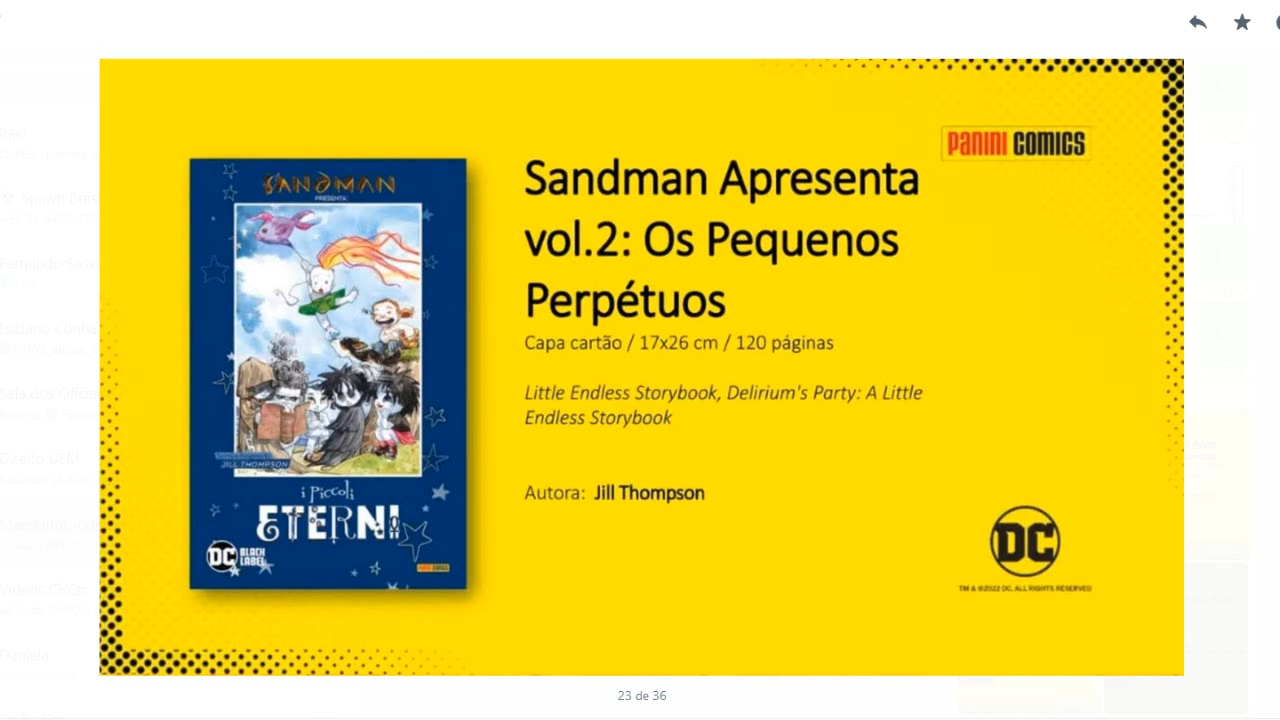 PANINI COMICS
Sandman Apresenta
vol.2: Os Pequenos
Perpétuos
Capa cartão / 17x26 cm / 120 páginas
Little Endless Storybook, Delirium's Party: A Little
Endless Storybook
Autora: Jill Thompson
SANDMAN
PRESENTA:
JILL THOMPSON
i Piccoli
ETERNI
DC BLACK
LABEL
DC
TM & ©2022 DC. ALL RIGHTS RESERVED
23 de 36